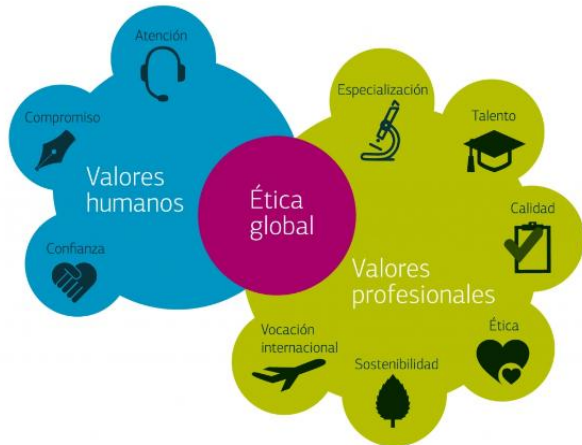 Atención
Compromiso
Valores
humanos
Confianza
Ética
global
Especialización
Talento
Calidad
Valores
profesionales
Ética
Sostenibilidad
Vocación
internacional